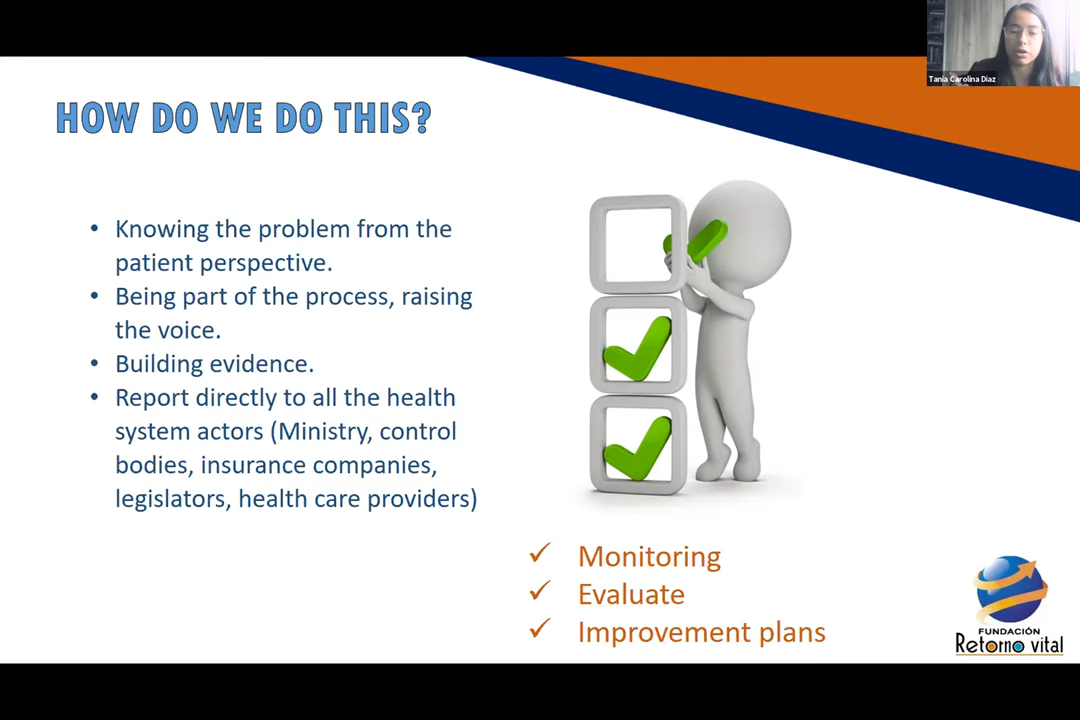 Tania Carolina Diaz
HOW DO WE DO THIS?
• Knowing the problem from the
patient perspective.
• Being part of the process, raising
the voice.
• Building evidence.
• Report directly to all the health
system actors (Ministry, control
bodies, insurance companies,
legislators, health care providers)
✓ Monitoring
✓ Evaluate
✓ Improvement plans
FUNDACIÓN
Retorno vital